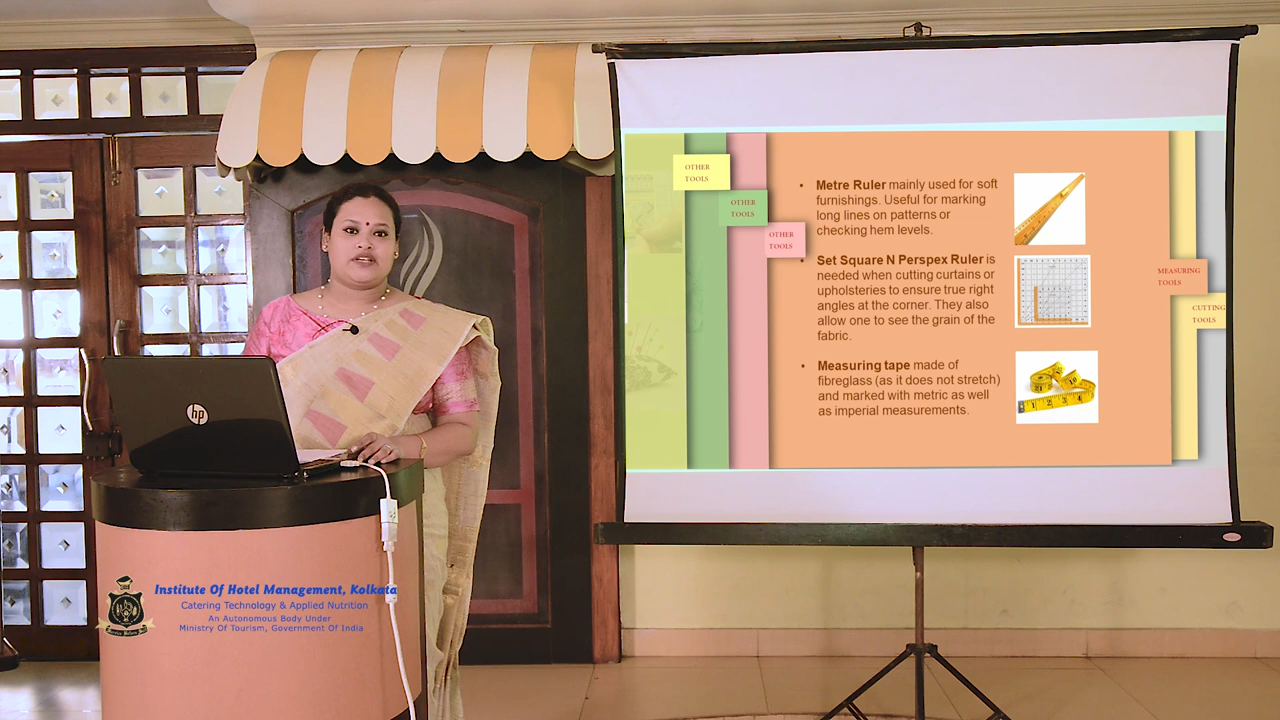 OTHER
TOOLS
OTHER
TOOLS
OTHER
TOOLS
• Metre Ruler mainly used for soft
furnishings. Useful for marking
long lines on patterns or
checking hem levels.
• Set Square N Perspex Ruler is
needed when cutting curtains or
upholsteries to ensure true right
angles at the corner. They also
allow one to see the grain of the
fabric.
• Measuring tape made of
fibreglass (as it does not stretch)
and marked with metric as well
as imperial measurements.
MEASURING
TOOLS
CUTTING
TOOLS
hp
Institute Of Hotel Management, Kolkata
Catering Technology & Applied Nutrition
An Autonomous Body Under
Ministry Of Tourism, Government Of India